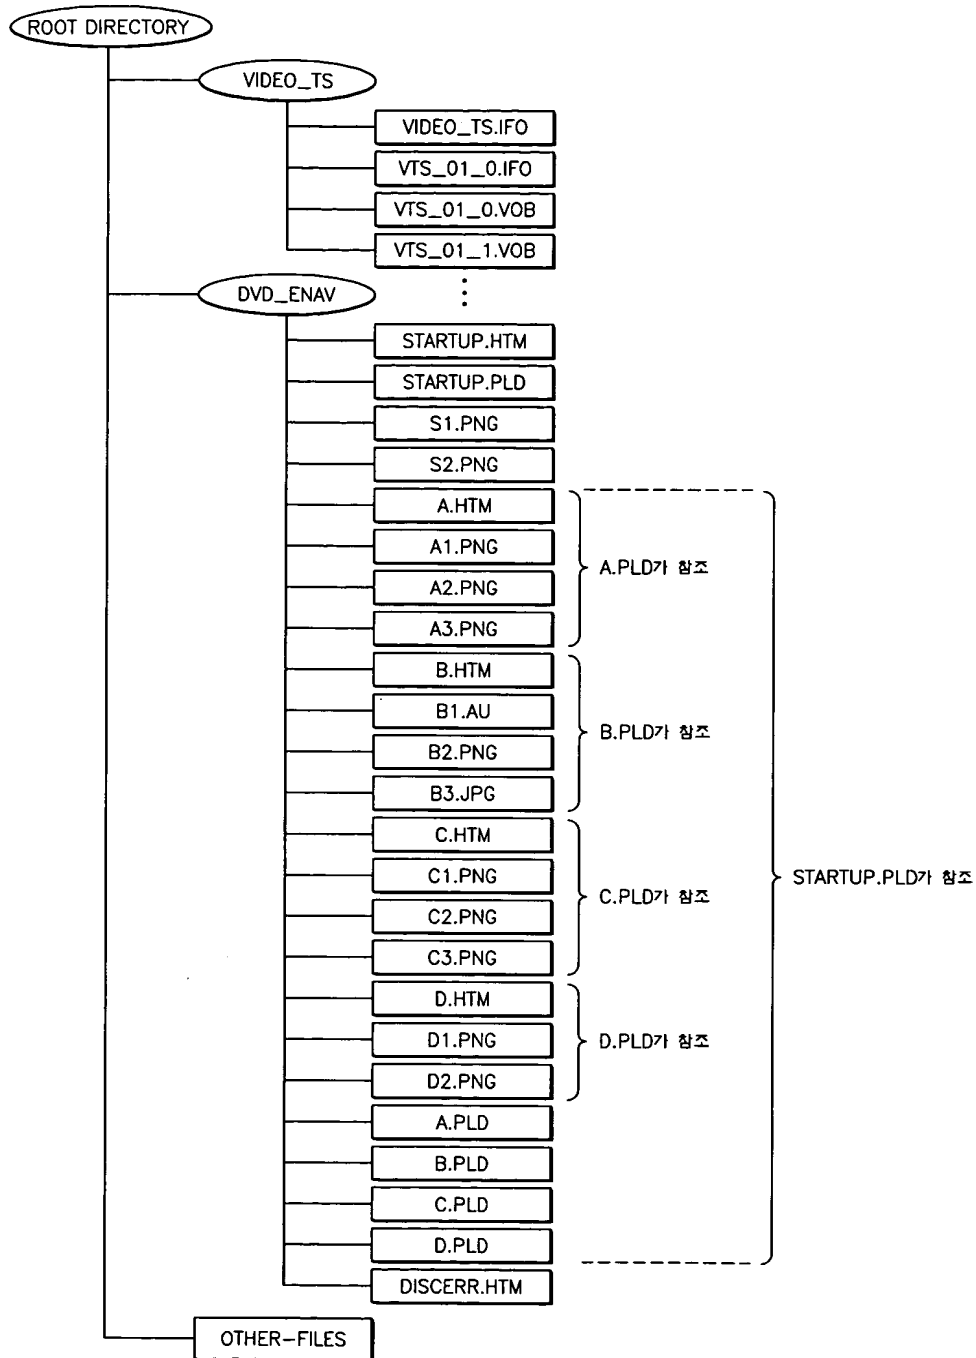 ROOT DIRECTORY
VIDEO_TS
VIDEO_TS.IFO
VTS_01_0.IFO
VTS_01_0.VOB
VTS_01_1.VOB
DVD_ENAV
STARTUP.HTM
STARTUP.PLD
S1.PNG
S2.PNG
A.HTM
A1.PNG
A2.PNG
A3.PNG
A.PLD가 참조
B.HTM
B1.AU
B2.PNG
B3.JPG
B.PLD가 참조
C.HTM
C1.PNG
C2.PNG
C3.PNG
C.PLD가 참조
D.HTM
D1.PNG
D2.PNG
D.PLD가 참조
A.PLD
B.PLD
C.PLD
D.PLD
STARTUP.PLD가 참조
DISCERR.HTM
OTHER-FILES